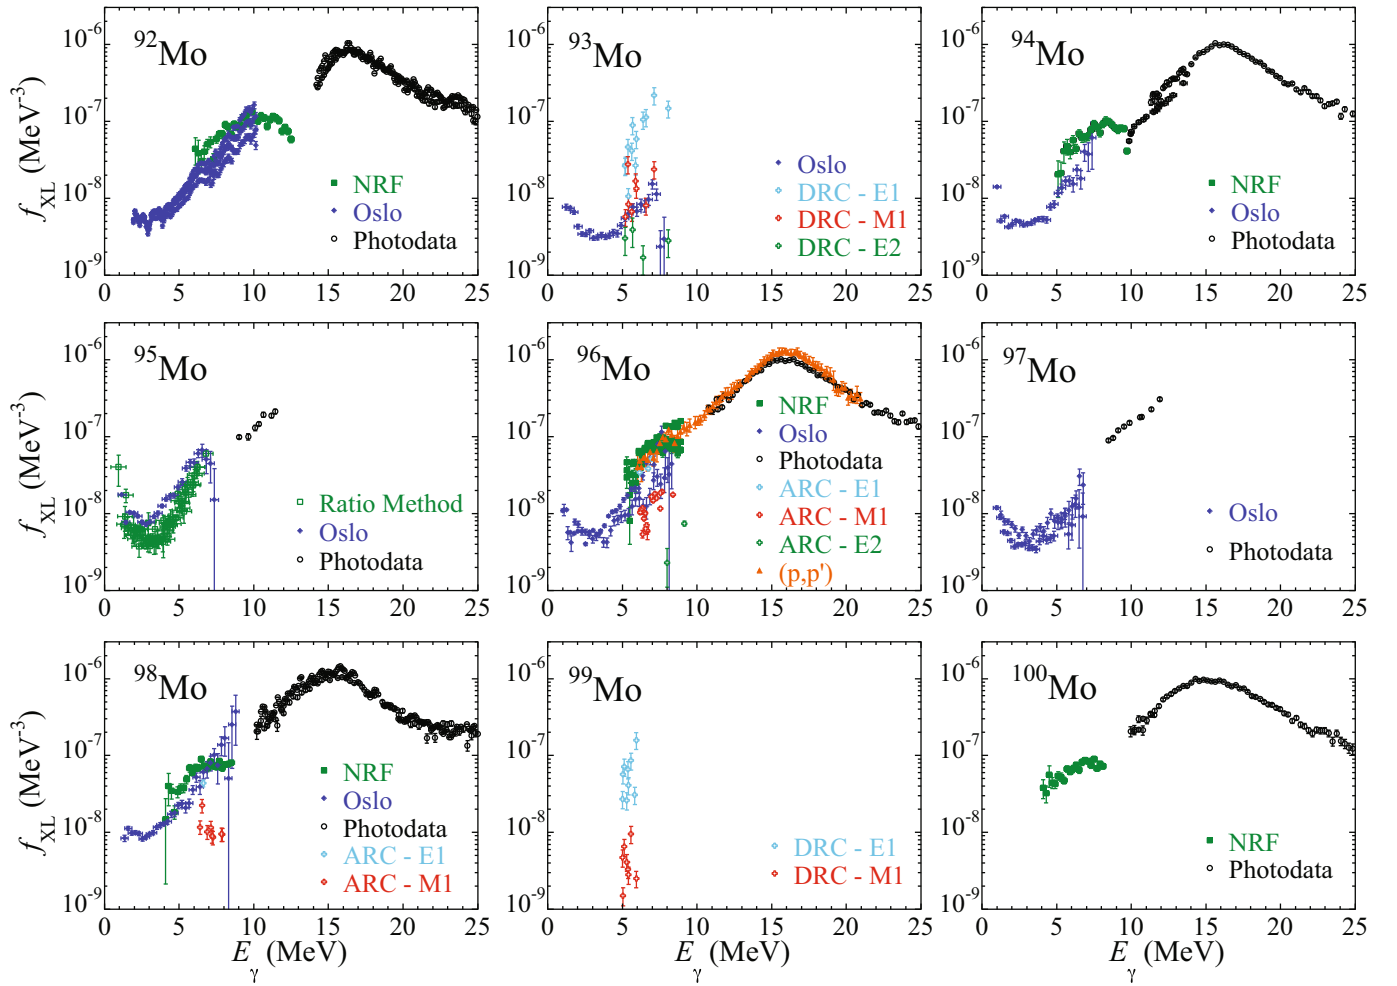 ⁹²Mo
f_XL (MeV⁻³)
10⁻⁶
10⁻⁷
10⁻⁸
10⁻⁹
NRF
Oslo
Photodata
0 5 10 15 20 25
⁹³Mo
10⁻⁶
10⁻⁷
10⁻⁸
10⁻⁹
Oslo
DRC - E1
DRC - M1
DRC - E2
0 5 10 15 20 25
⁹⁴Mo
10⁻⁶
10⁻⁷
10⁻⁸
10⁻⁹
NRF
Oslo
Photodata
0 5 10 15 20 25
⁹⁵Mo
f_XL (MeV⁻³)
10⁻⁶
10⁻⁷
10⁻⁸
10⁻⁹
Ratio Method
Oslo
Photodata
0 5 10 15 20 25
⁹⁶Mo
10⁻⁶
10⁻⁷
10⁻⁸
10⁻⁹
NRF
Oslo
Photodata
ARC - E1
ARC - M1
ARC - E2
(p,p')
0 5 10 15 20 25
⁹⁷Mo
10⁻⁶
10⁻⁷
10⁻⁸
10⁻⁹
Oslo
Photodata
0 5 10 15 20 25
⁹⁸Mo
f_XL (MeV⁻³)
10⁻⁶
10⁻⁷
10⁻⁸
10⁻⁹
NRF
Oslo
Photodata
ARC - E1
ARC - M1
0 5 10 15 20 25
E_γ (MeV)
⁹⁹Mo
10⁻⁶
10⁻⁷
10⁻⁸
10⁻⁹
DRC - E1
DRC - M1
0 5 10 15 20 25
E_γ (MeV)
¹⁰⁰Mo
10⁻⁶
10⁻⁷
10⁻⁸
10⁻⁹
NRF
Photodata
0 5 10 15 20 25
E_γ (MeV)